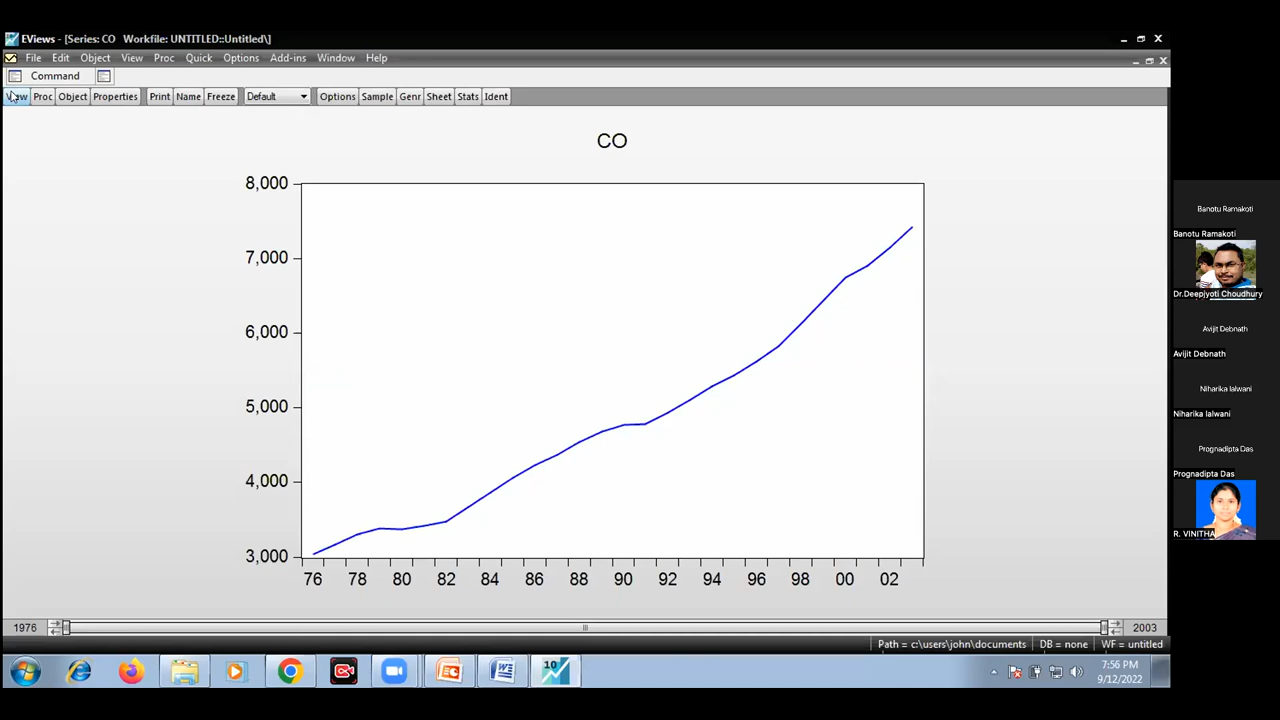 EViews - [Series: CO Workfile: UNTITLED::Untitled\]
File Edit Object View Proc Quick Options Add-ins Window Help
Command
View Proc Object Properties Print Name Freeze Default Options Sample Genr Sheet Stats Ident
CO
8,000
7,000
6,000
5,000
4,000
3,000
76 78 80 82 84 86 88 90 92 94 96 98 00 02
1976 2003
Path = c:\users\john\documents DB = none WF = untitled
10
7:56 PM
9/12/2022
Banotu Ramakoti
Banotu Ramakoti
Dr.Deepjyoti Choudhury
Avijit Debnath
Avijit Debnath
Niharika lalwani
Niharika lalwani
Prognadipta Das
Prognadipta Das
R. VINITHA